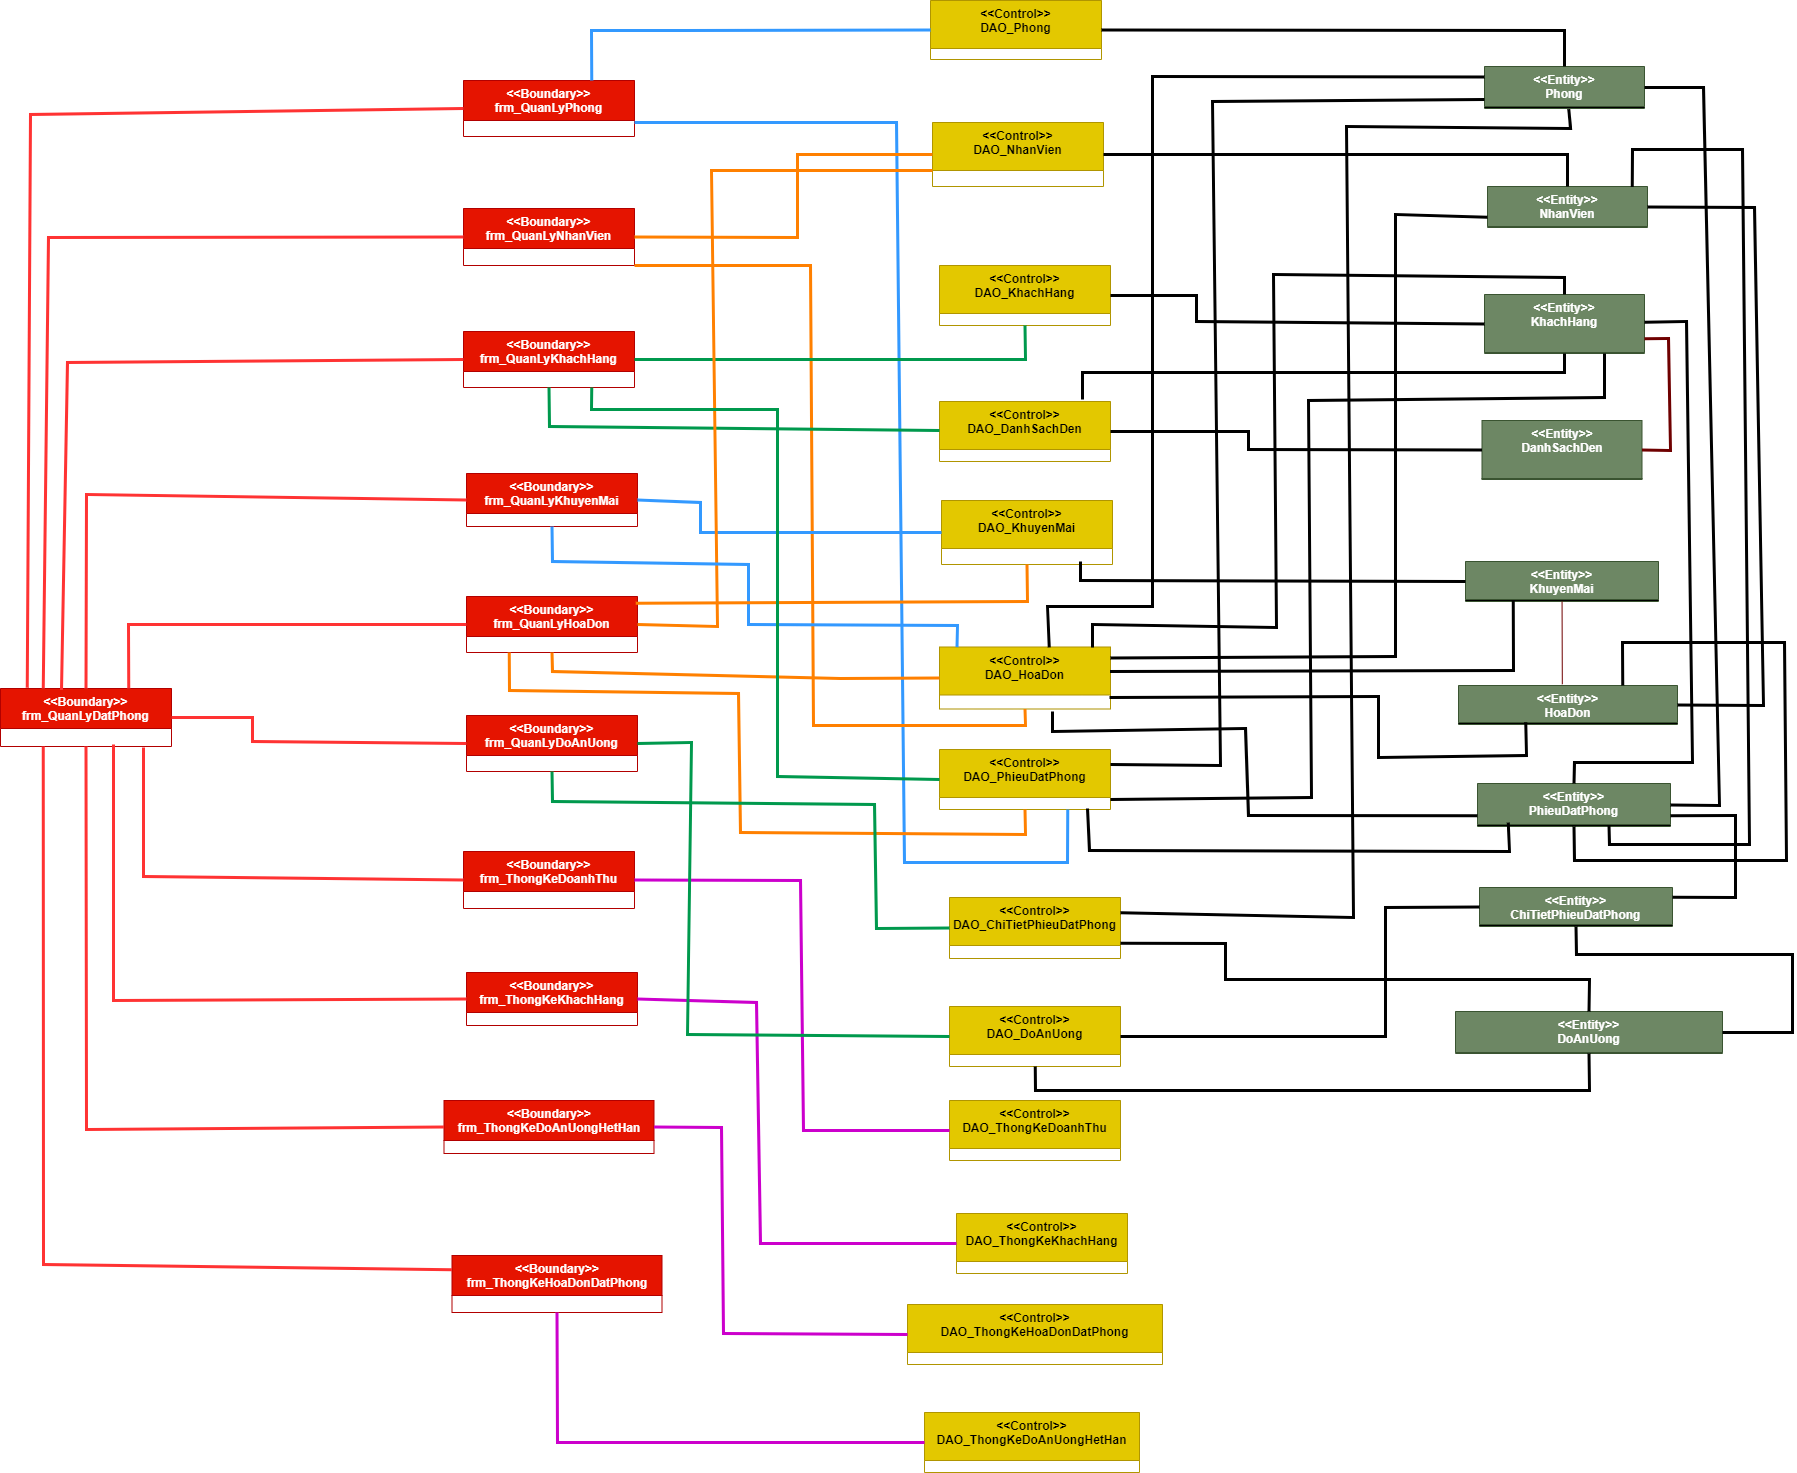 <<Control>>
DAO_Phong
<<Boundary>>
frm_QuanLyPhong
<<Entity>>
Phong
<<Control>>
DAO_NhanVien
<<Boundary>>
frm_QuanLyNhanVien
<<Entity>>
NhanVien
<<Control>>
DAO_KhachHang
<<Entity>>
KhachHang
<<Boundary>>
frm_QuanLyKhachHang
<<Control>>
DAO_DanhSachDen
<<Entity>>
DanhSachDen
<<Boundary>>
frm_QuanLyKhuyenMai
<<Control>>
DAO_KhuyenMai
<<Entity>>
KhuyenMai
<<Boundary>>
frm_QuanLyHoaDon
<<Control>>
DAO_HoaDon
<<Entity>>
HoaDon
<<Boundary>>
frm_QuanLyDatPhong
<<Boundary>>
frm_QuanLyDoAnUong
<<Control>>
DAO_PhieuDatPhong
<<Entity>>
PhieuDatPhong
<<Boundary>>
frm_ThongKeDoanhThu
<<Control>>
DAO_ChiTietPhieuDatPhong
<<Entity>>
ChiTietPhieuDatPhong
<<Boundary>>
frm_ThongKeKhachHang
<<Control>>
DAO_DoAnUong
<<Entity>>
DoAnUong
<<Boundary>>
frm_ThongKeDoAnUongHetHan
<<Control>>
DAO_ThongKeDoanhThu
<<Control>>
DAO_ThongKeKhachHang
<<Boundary>>
frm_ThongKeHoaDonDatPhong
<<Control>>
DAO_ThongKeHoaDonDatPhong
<<Control>>
DAO_ThongKeDoAnUongHetHan